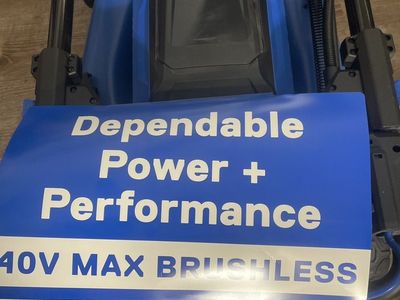 Dependable
Power +
Performance
40V MAX BRUSHLESS